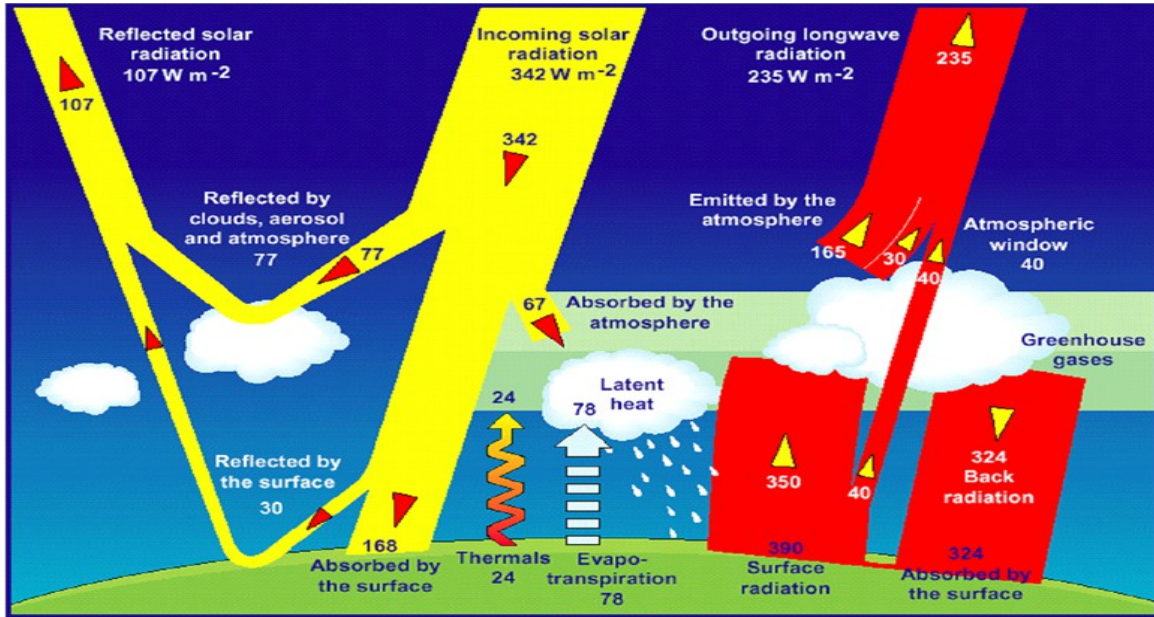 Reflected solar
radiation
107 W m -2
Incoming solar
radiation
342 W m -2
Outgoing longwave
radiation
235 W m -2
235
107
342
Reflected by
clouds, aerosol
and atmosphere
77
77
Emitted by the
atmosphere
165
30
40
Atmospheric
window
40
67
Absorbed by the
atmosphere
Greenhouse
gases
Latent
heat
24
78
Reflected by
the surface
30
350
40
324
Back
radiation
168
Absorbed by
the surface
Thermals
24
Evapo-
transpiration
78
390
Surface
radiation
324
Absorbed by
the surface